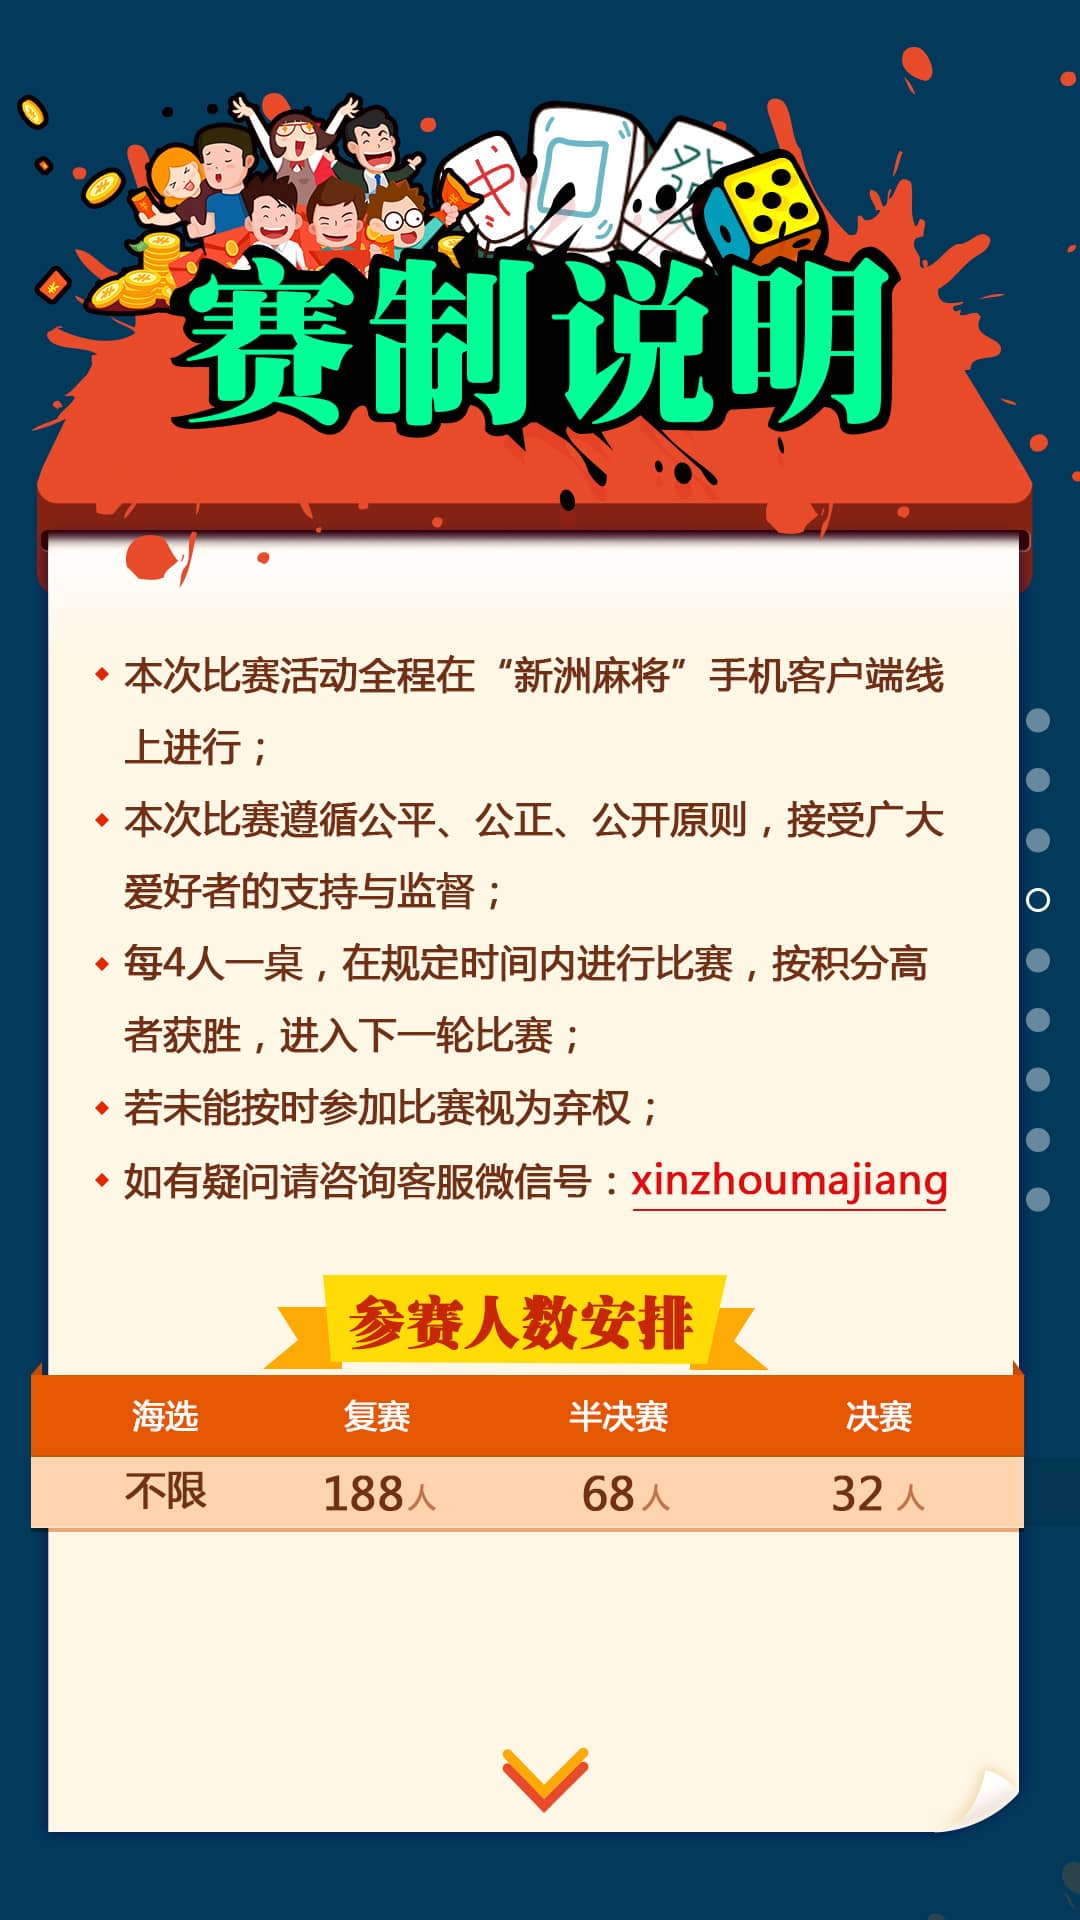 中
發
赛制说明
本次比赛活动全程在“新洲麻将”手机客户端线
上进行；
本次比赛遵循公平、公正、公开原则，接受广大
爱好者的支持与监督；
每4人一桌，在规定时间内进行比赛，按积分高
者获胜，进入下一轮比赛；
若未能按时参加比赛视为弃权；
如有疑问请咨询客服微信号：xinzhoumajiang
参赛人数安排
海选 复赛 半决赛 决赛
不限 188人 68人 32人